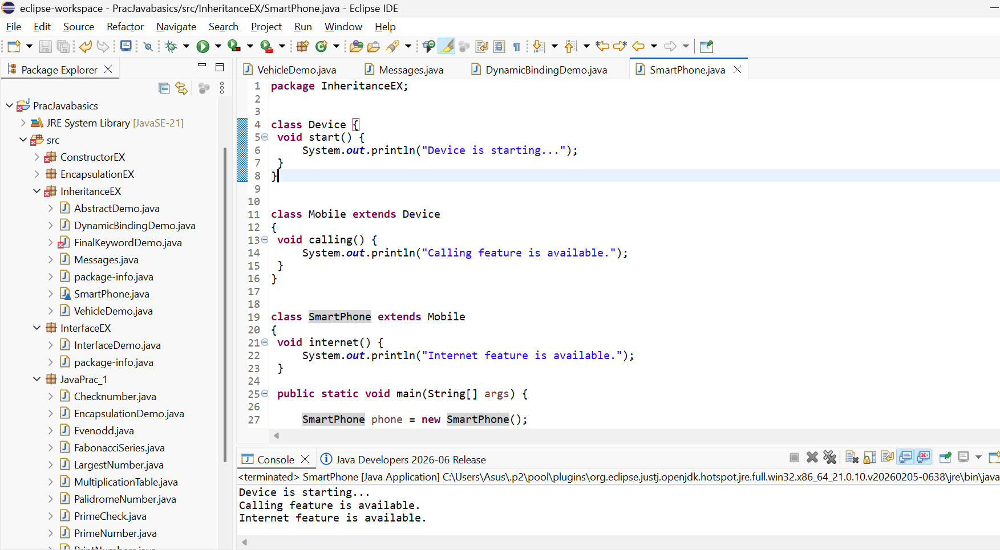 eclipse-workspace - PracJavabasics/src/InheritanceEX/SmartPhone.java - Eclipse IDE
File Edit Source Refactor Navigate Search Project Run Window Help
Package Explorer
PracJavabasics
JRE System Library [JavaSE-21]
src
ConstructorEX
EncapsulationEX
InheritanceEX
AbstractDemo.java
DynamicBindingDemo.java
FinalKeywordDemo.java
Messages.java
package-info.java
SmartPhone.java
VehicleDemo.java
InterfaceEX
InterfaceDemo.java
package-info.java
JavaPrac_1
Checknumber.java
EncapsulationDemo.java
Evenodd.java
FabonacciSeries.java
LargestNumber.java
MultiplicationTable.java
PalidromeNumber.java
PrimeCheck.java
PrimeNumber.java
VehicleDemo.java Messages.java DynamicBindingDemo.java SmartPhone.java
1 package InheritanceEX;
2
3
4 class Device {
5 void start() {
6 System.out.println("Device is starting...");
7 }
8 }
9
10
11 class Mobile extends Device
12 {
13 void calling() {
14 System.out.println("Calling feature is available.");
15 }
16 }
17
18
19 class SmartPhone extends Mobile
20 {
21 void internet() {
22 System.out.println("Internet feature is available.");
23 }
24
25 public static void main(String[] args) {
26
27 SmartPhone phone = new SmartPhone();
Console Java Developers 2026-06 Release
<terminated> SmartPhone [Java Application] C:\Users\Asus\.p2\pool\plugins\org.eclipse.justj.openjdk.hotspot.jre.full.win32.x86_64_21.0.10.v20260205-0638\jre\bin\java
Device is starting...
Calling feature is available.
Internet feature is available.